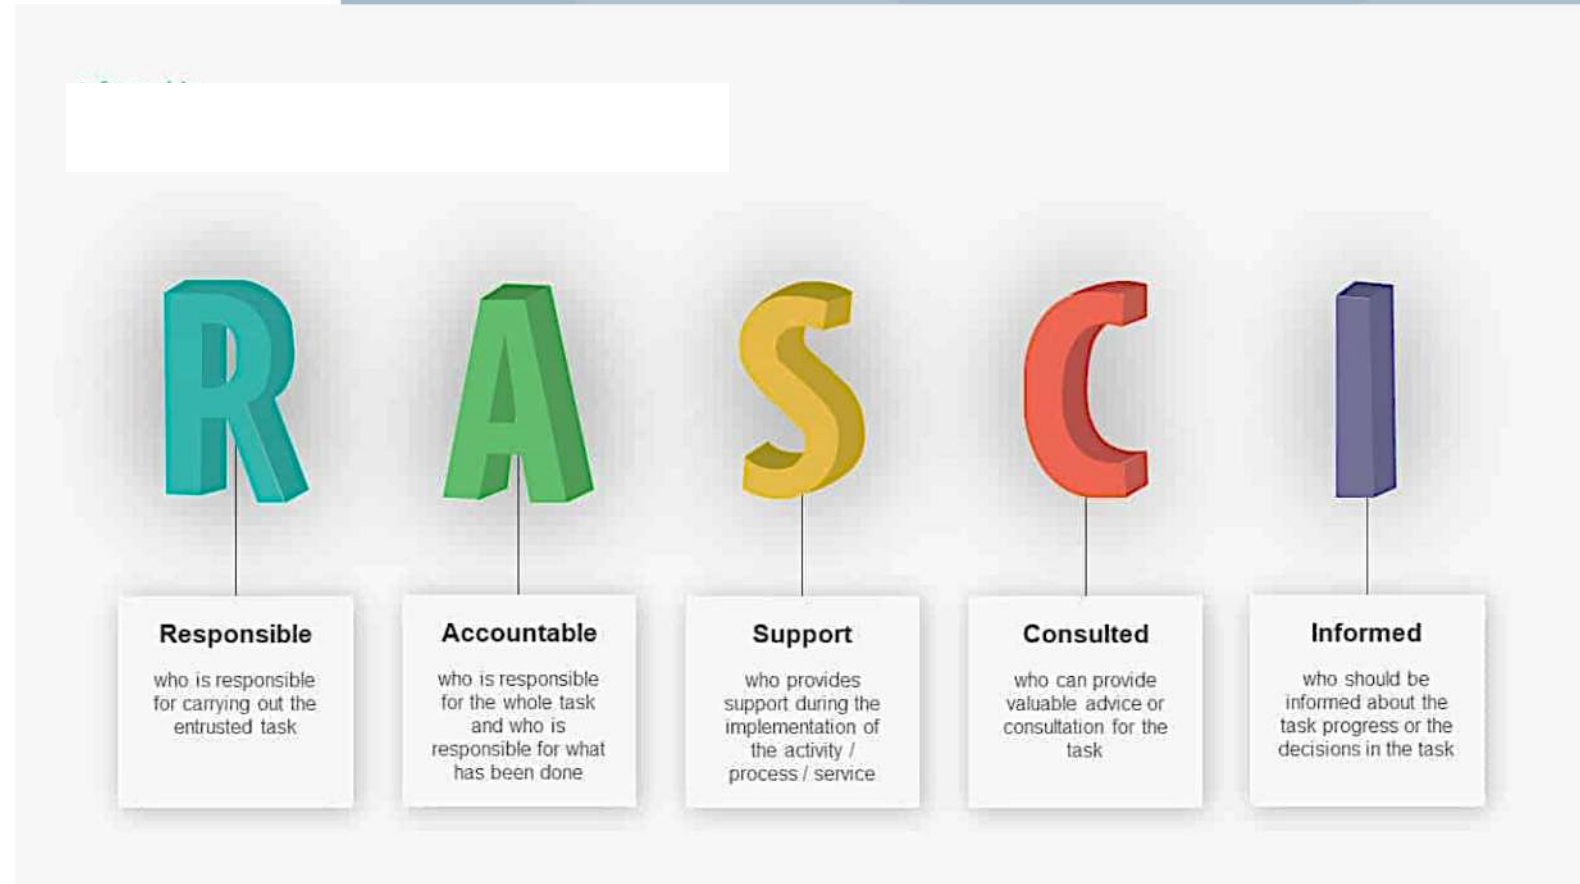 R A S C I
Responsible
who is responsible
for carrying out the
entrusted task
Accountable
who is responsible
for the whole task
and who is
responsible for what
has been done
Support
who provides
support during the
implementation of
the activity /
process / service
Consulted
who can provide
valuable advice or
consultation for the
task
Informed
who should be
informed about the
task progress or the
decisions in the task